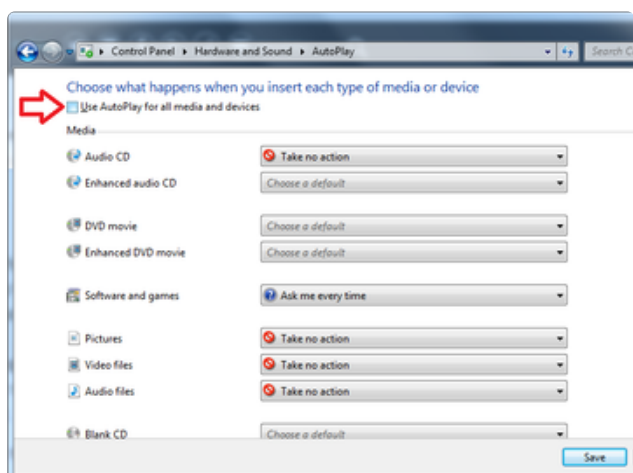 Control Panel ▸ Hardware and Sound ▸ AutoPlay Search C
Choose what happens when you insert each type of media or device
Use AutoPlay for all media and devices
Media
Audio CD Take no action
Enhanced audio CD Choose a default
DVD movie Choose a default
Enhanced DVD movie Choose a default
Software and games Ask me every time
Pictures Take no action
Video files Take no action
Audio files Take no action
Blank CD Choose a default
Save